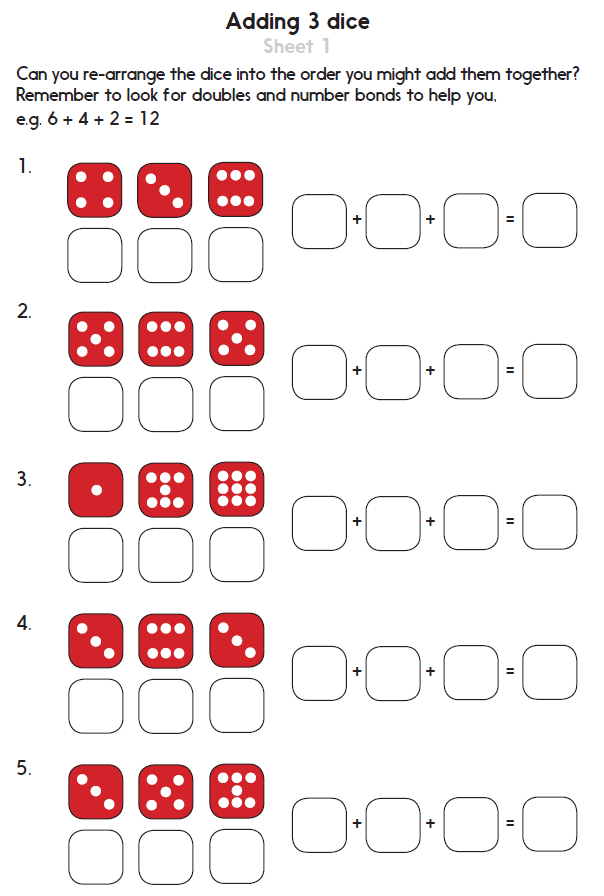 Adding 3 dice
Sheet 1
Can you re-arrange the dice into the order you might add them together?
Remember to look for doubles and number bonds to help you.
e.g. 6 + 4 + 2 = 12
1.
+ + =
2.
+ + =
3.
+ + =
4.
+ + =
5.
+ + =